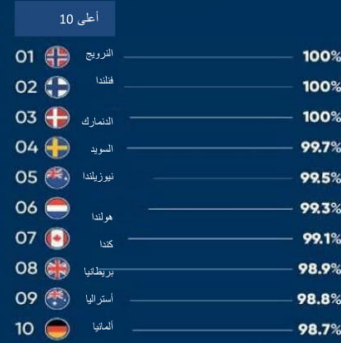 أعلى 10
01 النرويج 100%
02 فنلندا 100%
03 الدنمارك 100%
04 السويد 99.7%
05 نيوزيلندا 99.5%
06 هولندا 99.3%
07 كندا 99.1%
08 بريطانيا 98.9%
09 أستراليا 98.8%
10 ألمانيا 98.7%